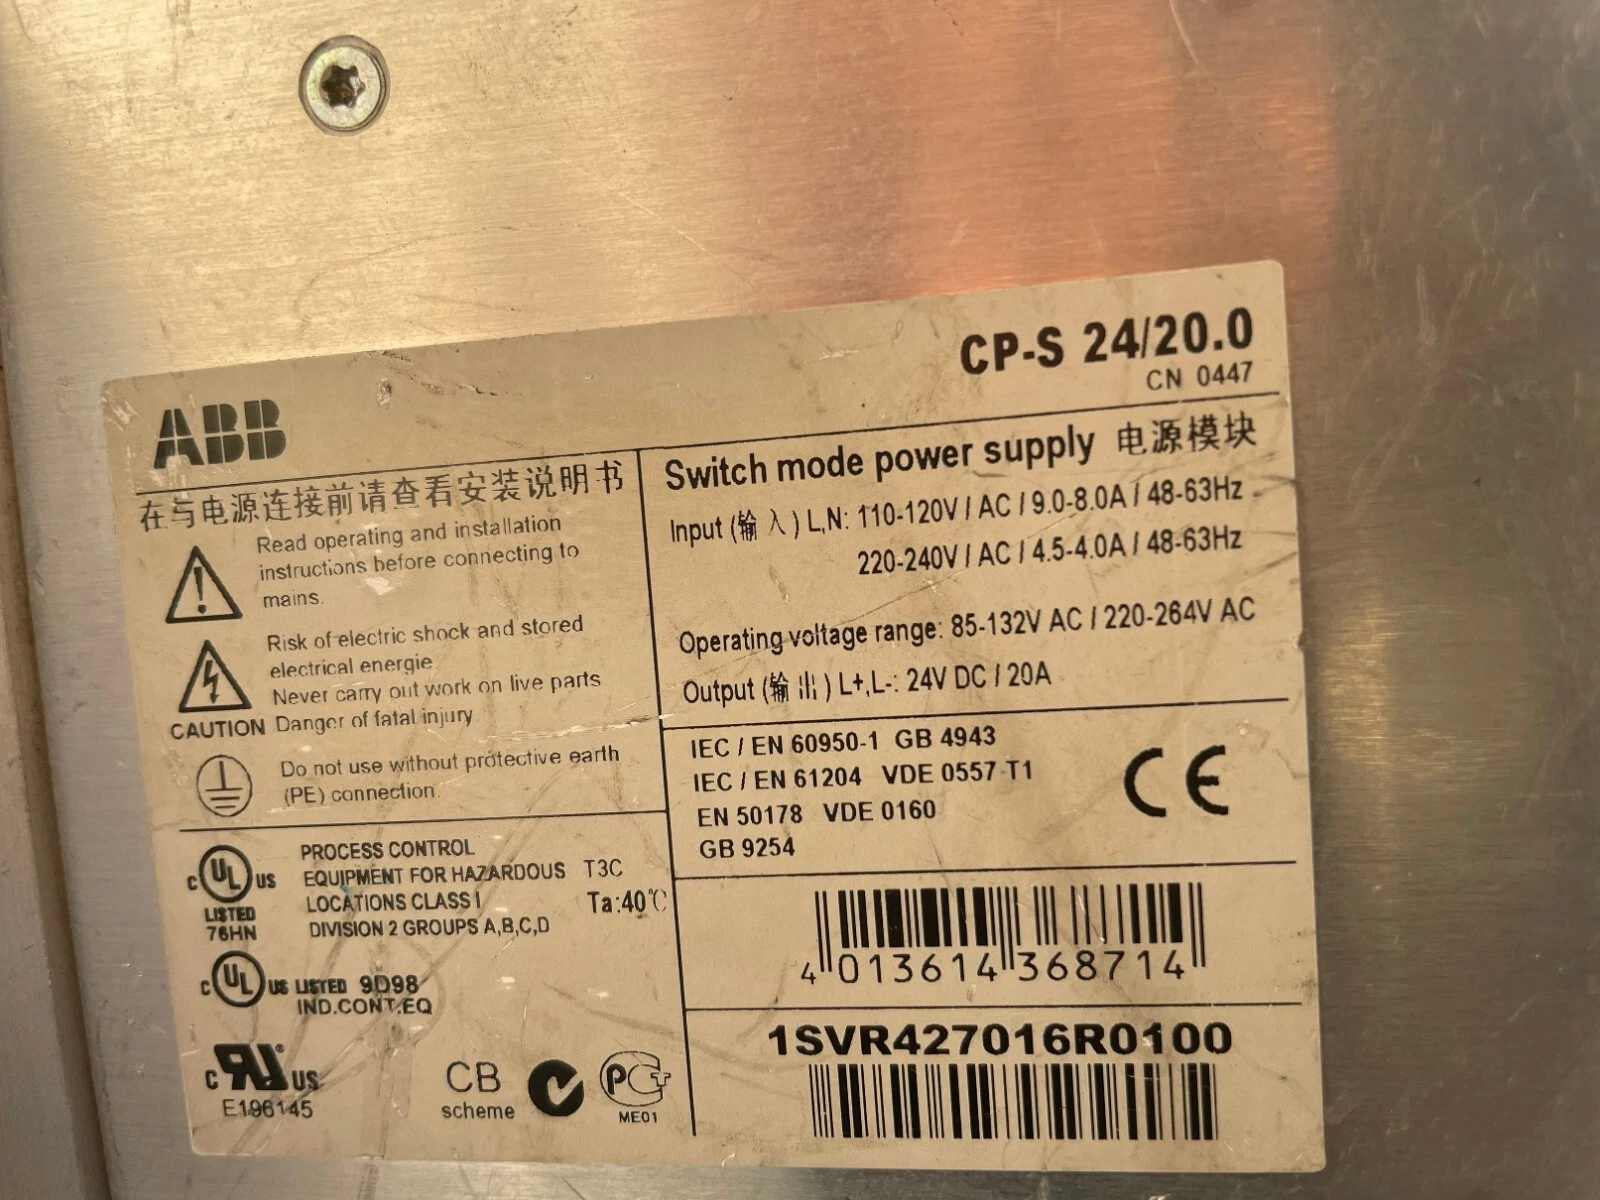 CP-S 24/20.0
CN 0447
ABB
在与电源连接前请查看安装说明书
Read operating and installation
instructions before connecting to
mains.
Risk of electric shock and stored
electrical energie
Never carry out work on live parts
CAUTION Danger of fatal injury
Do not use without protective earth
(PE) connection.
PROCESS CONTROL
EQUIPMENT FOR HAZARDOUS T3C
LOCATIONS CLASS I Ta:40℃
DIVISION 2 GROUPS A,B,C,D
C UL US
LISTED
76HN
C UL US LISTED 9D98
IND.CONT.EQ
C RU ® US
E196145
CB
scheme
PCT
ME01
Switch mode power supply 电源模块
Input (输入) L,N: 110-120V / AC / 9.0-8.0A / 48-63Hz
220-240V / AC / 4.5-4.0A / 48-63Hz
Operating voltage range: 85-132V AC / 220-264V AC
Output (输出) L+,L-: 24V DC / 20A
IEC / EN 60950-1 GB 4943
IEC / EN 61204 VDE 0557 T1
EN 50178 VDE 0160
GB 9254
CE
4 013614 368714
1SVR427016R0100